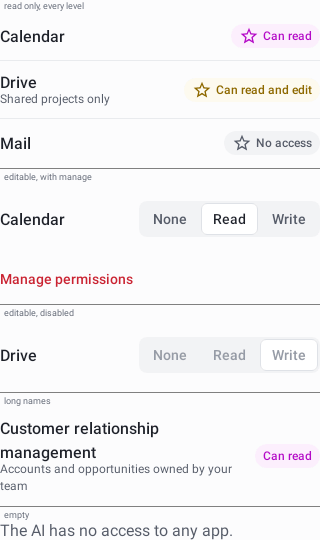 read only, every level
Calendar
Can read
Drive
Shared projects only
Can read and edit
Mail
No access
editable, with manage
Calendar
None Read Write
Manage permissions
editable, disabled
Drive
None Read Write
long names
Customer relationship
management
Accounts and opportunities owned by your
team
Can read
empty
The AI has no access to any app.